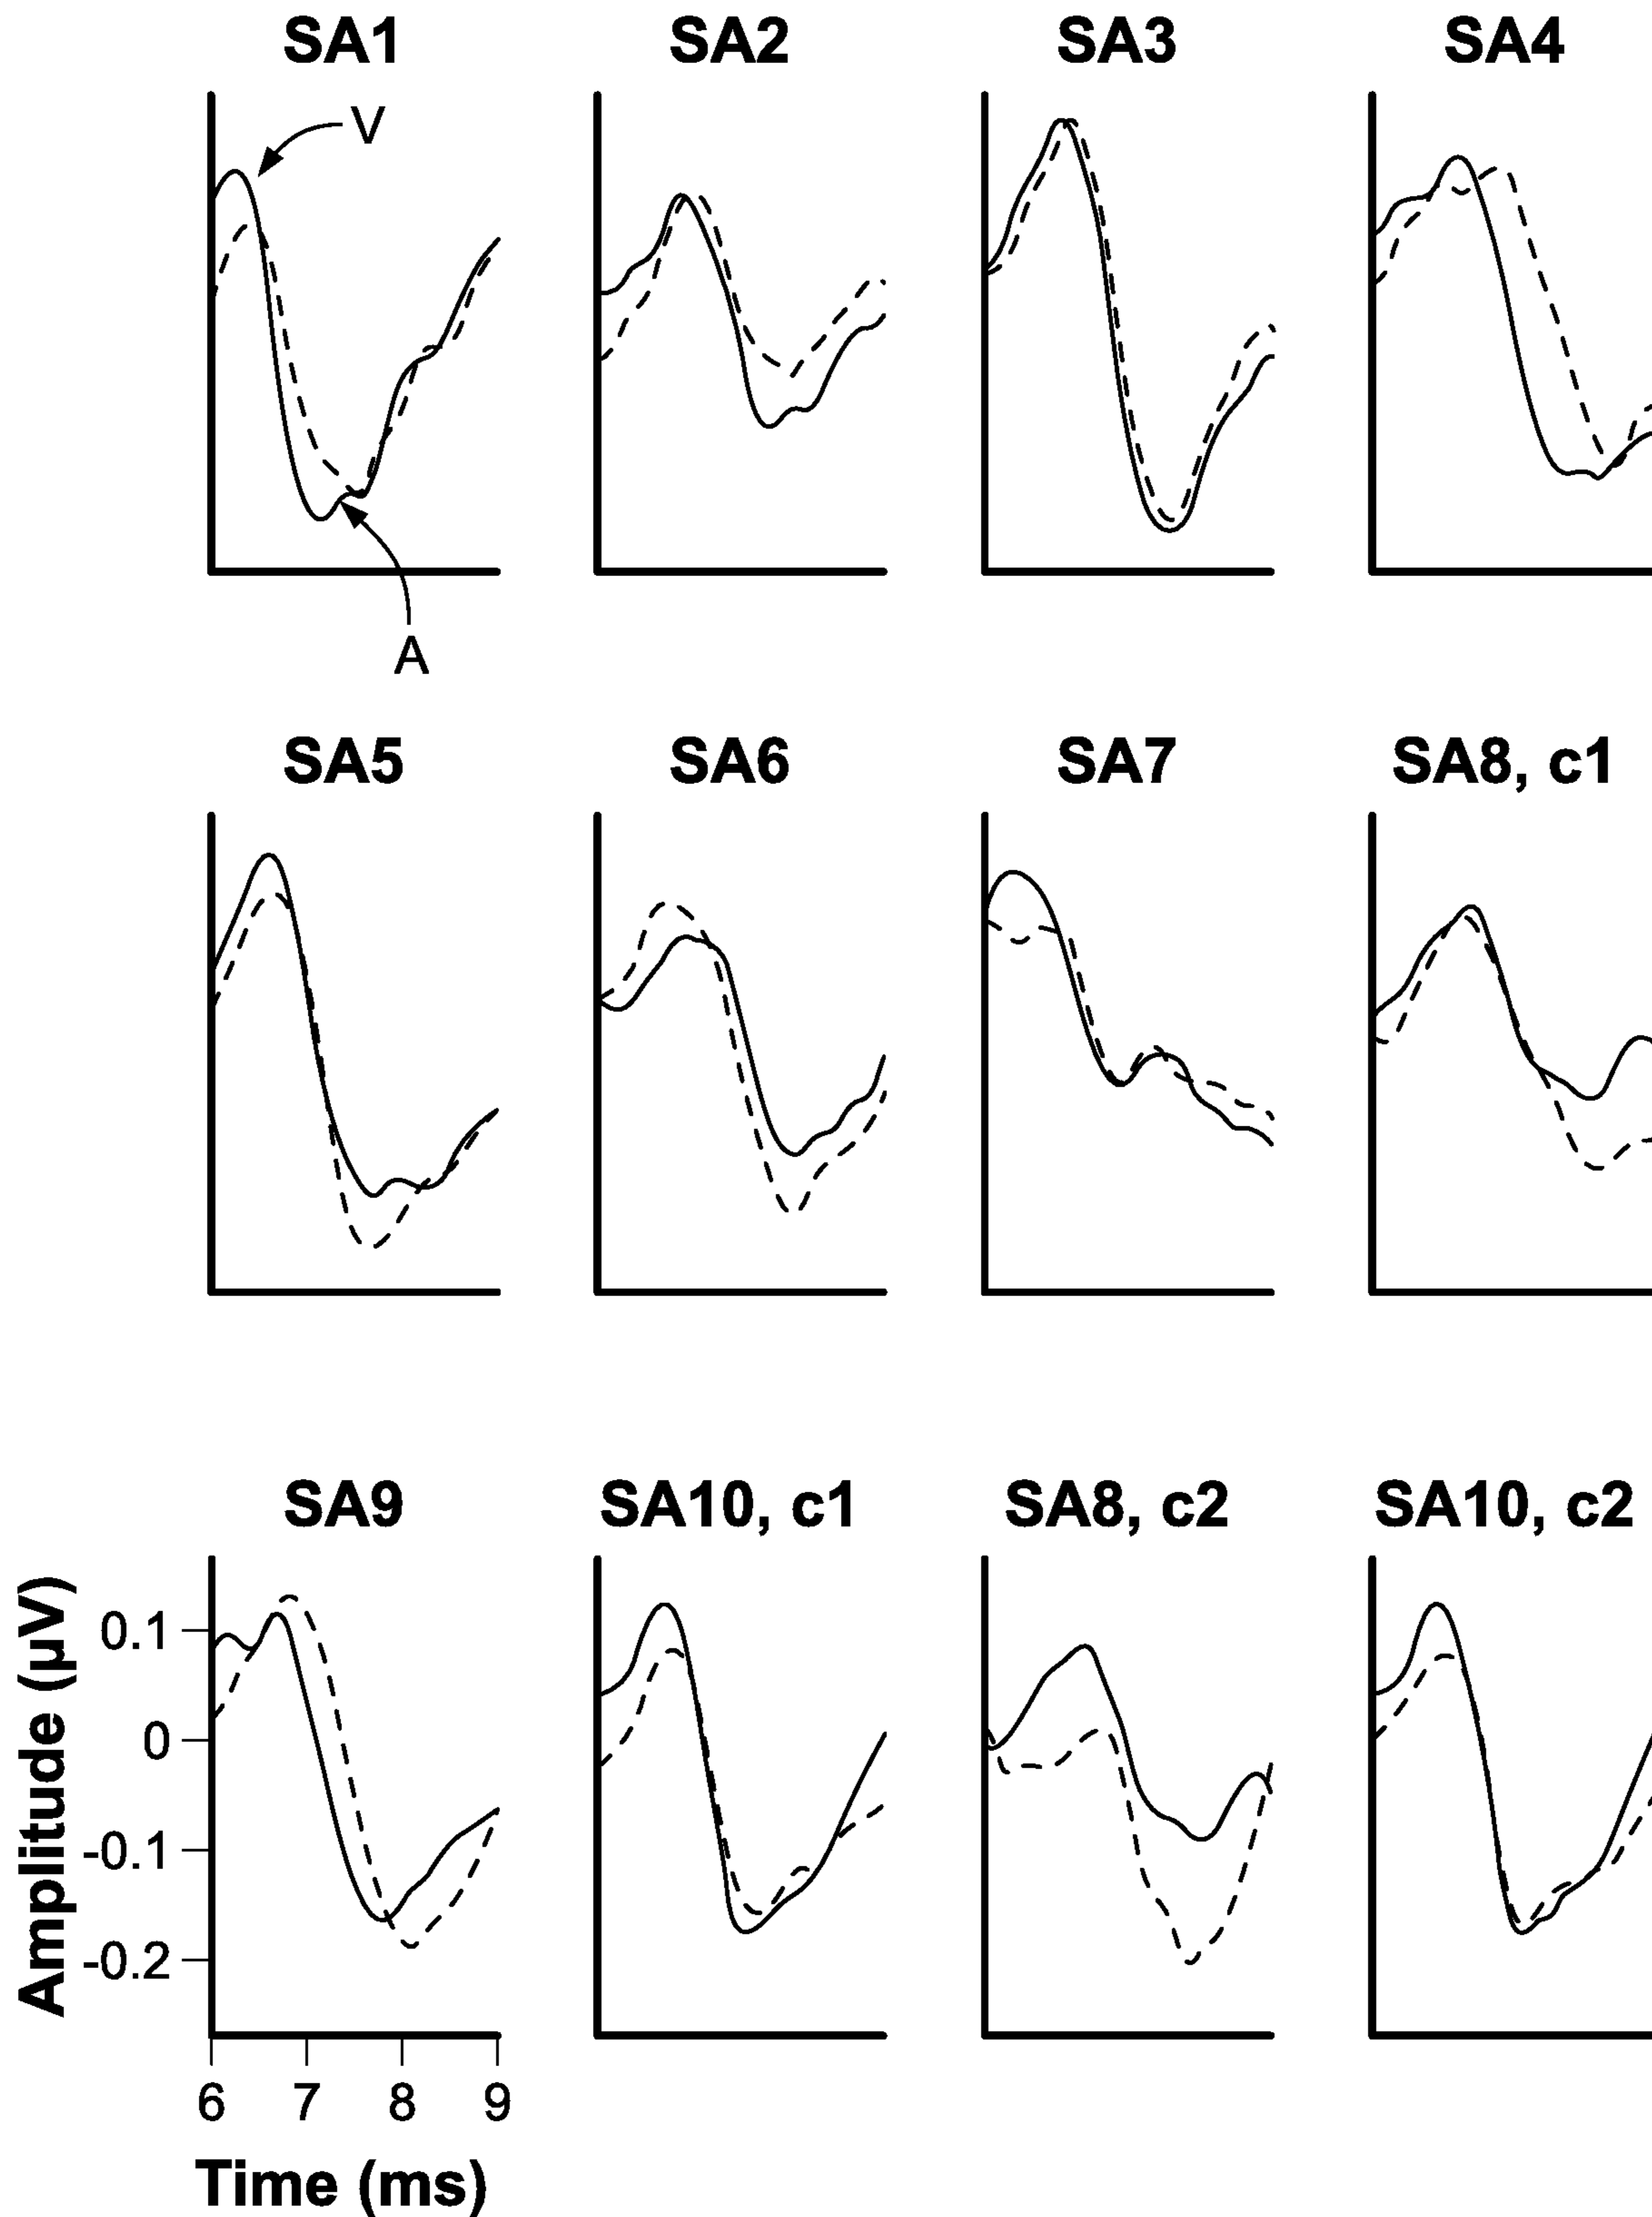 SA1 SA2 SA3 SA4
V
A
SA5 SA6 SA7 SA8, c1
SA9 SA10, c1 SA8, c2 SA10, c2
Amplitude (µV)
0.1
0
-0.1
-0.2
6 7 8 9
Time (ms)